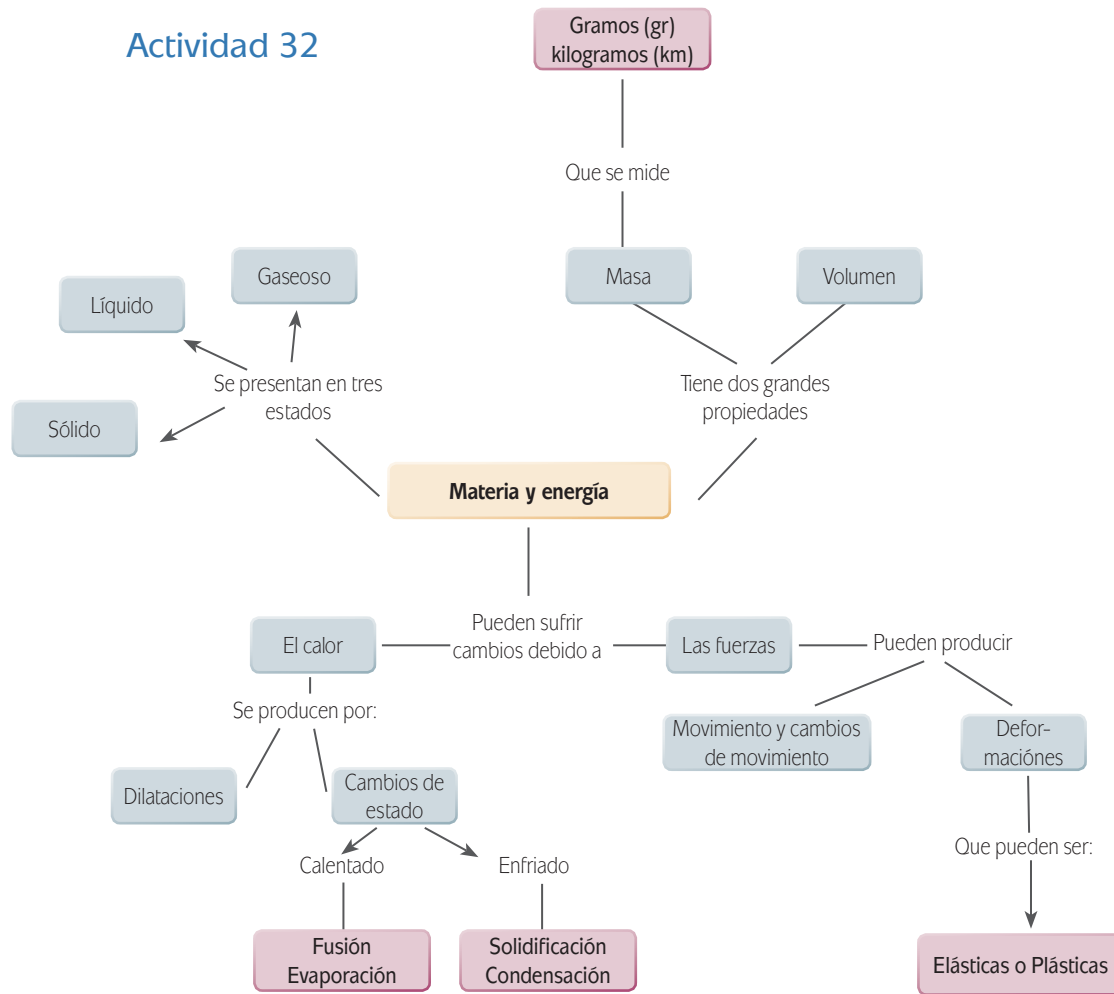 Actividad 32
Gramos (gr)
kilogramos (km)
Que se mide
Masa
Volumen
Gaseoso
Líquido
Se presentan en tres
estados
Sólido
Tiene dos grandes
propiedades
Materia y energía
Pueden sufrir
cambios debido a
El calor
Las fuerzas
Pueden producir
Se producen por:
Movimiento y cambios
de movimiento
Defor-
maciónes
Dilataciones
Cambios de
estado
Calentado
Enfriado
Que pueden ser:
Fusión
Evaporación
Solidificación
Condensación
Elásticas o Plásticas